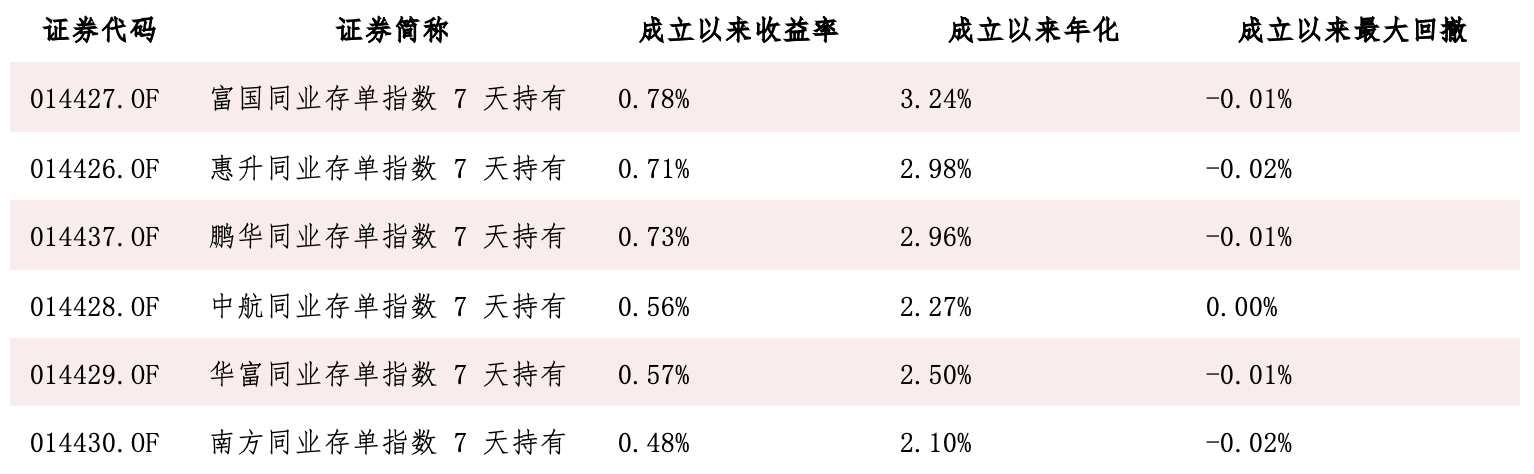 证券代码 证券简称 成立以来收益率 成立以来年化 成立以来最大回撤
014427.OF 富国同业存单指数 7 天持有 0.78% 3.24% -0.01%
014426.OF 惠升同业存单指数 7 天持有 0.71% 2.98% -0.02%
014437.OF 鹏华同业存单指数 7 天持有 0.73% 2.96% -0.01%
014428.OF 中航同业存单指数 7 天持有 0.56% 2.27% 0.00%
014429.OF 华富同业存单指数 7 天持有 0.57% 2.50% -0.01%
014430.OF 南方同业存单指数 7 天持有 0.48% 2.10% -0.02%